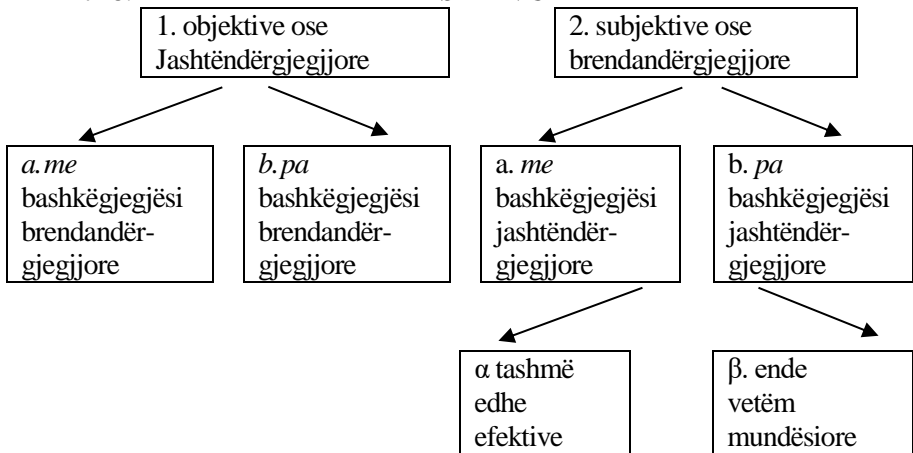 1. objektive ose
Jashtëndërgjegjjore
2. subjektive ose
brendandërgjegjjore
a.me
bashkëgjegjësi
brendandër-
gjegjjore
b.pa
bashkëgjegjësi
brendandër-
gjegjjore
a. me
bashkëgjegjësi
jashtëndër-
gjegjjore
b. pa
bashkëgjegjësi
jashtëndër-
gjegjjore
α tashmë
edhe
efektive
β. ende
vetëm
mundësiore